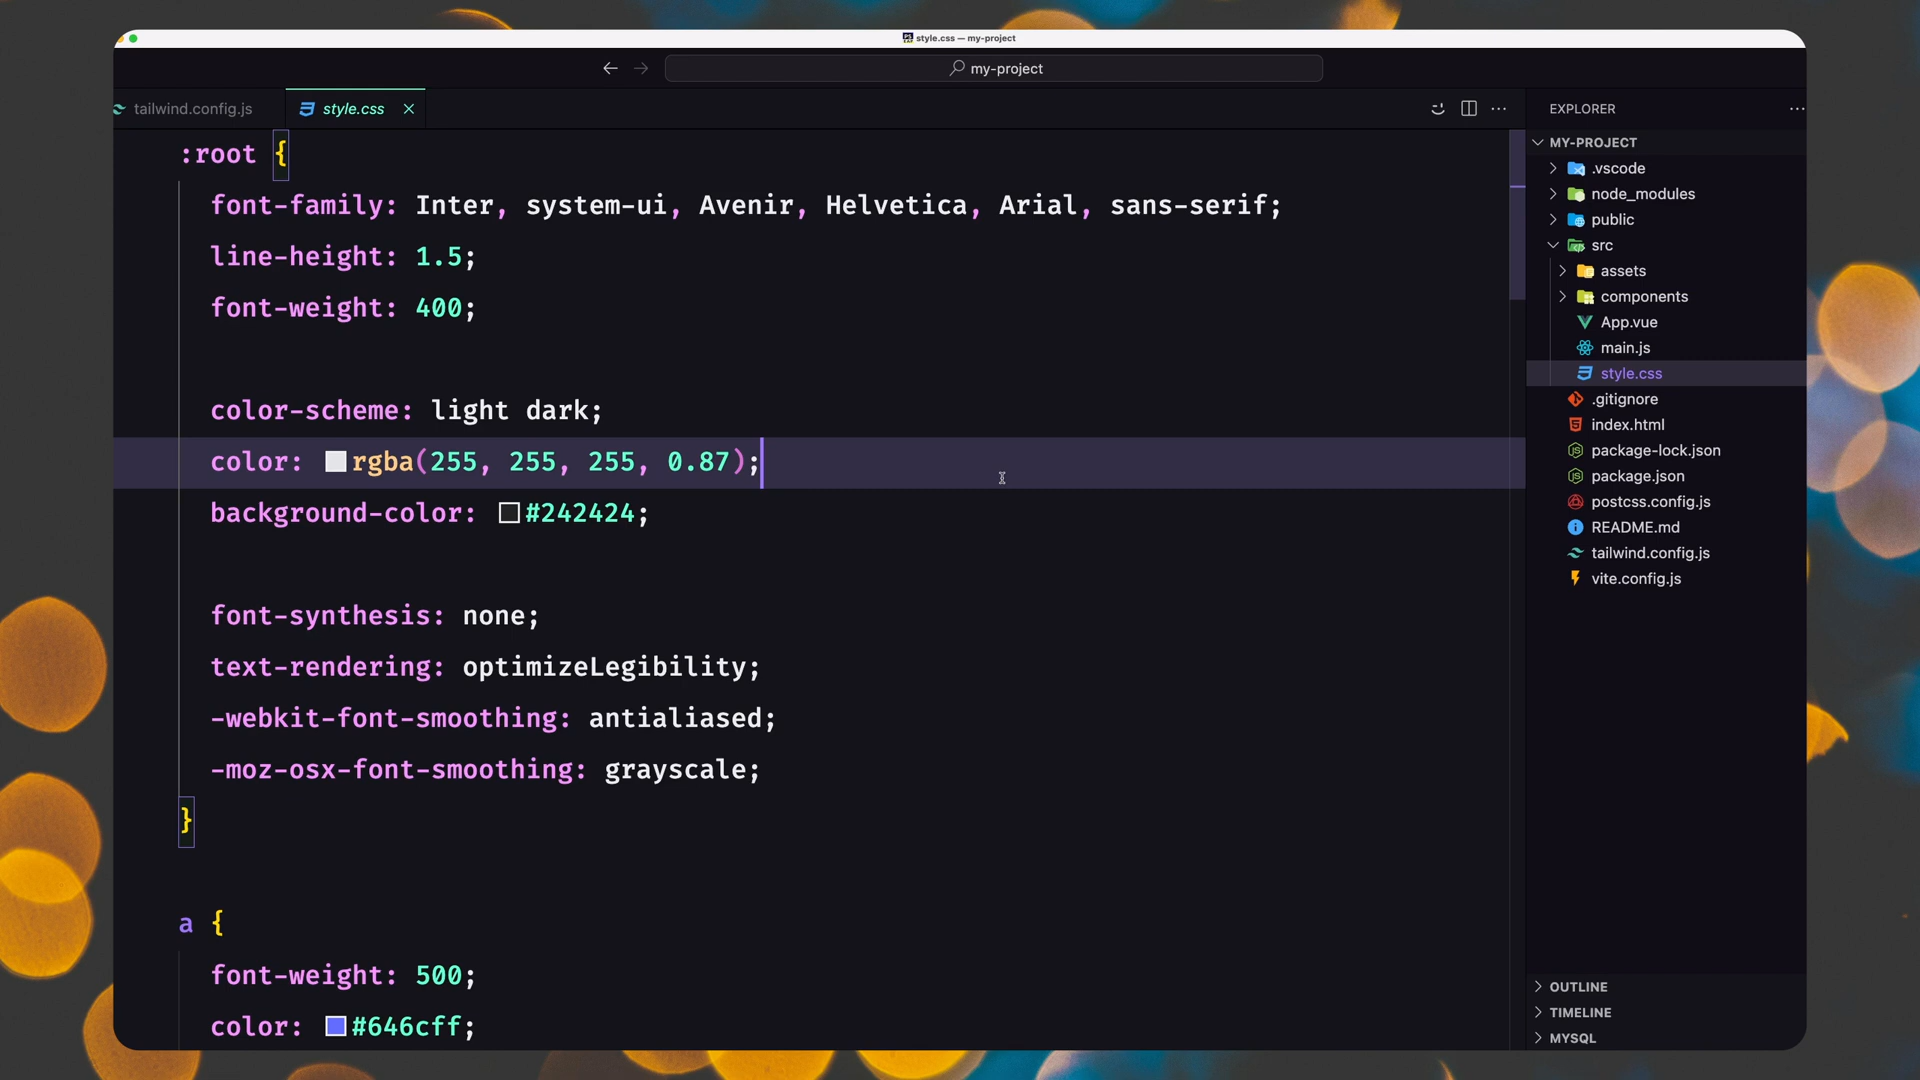 style.css — my-project
my-project
tailwind.config.js
style.css
:root {
font-family: Inter, system-ui, Avenir, Helvetica, Arial, sans-serif;
line-height: 1.5;
font-weight: 400;
color-scheme: light dark;
color: rgba(255, 255, 255, 0.87);
background-color: #242424;
font-synthesis: none;
text-rendering: optimizeLegibility;
-webkit-font-smoothing: antialiased;
-moz-osx-font-smoothing: grayscale;
}
a {
font-weight: 500;
color: #646cff;
EXPLORER
MY-PROJECT
.vscode
node_modules
public
src
assets
components
App.vue
main.js
style.css
.gitignore
index.html
package-lock.json
package.json
postcss.config.js
README.md
tailwind.config.js
vite.config.js
OUTLINE
TIMELINE
MYSQL